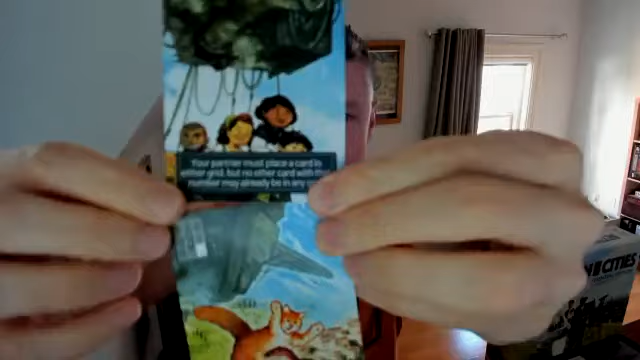 Your partner must place a card in
either grid, but no other card with
number may already be in any
CITIES